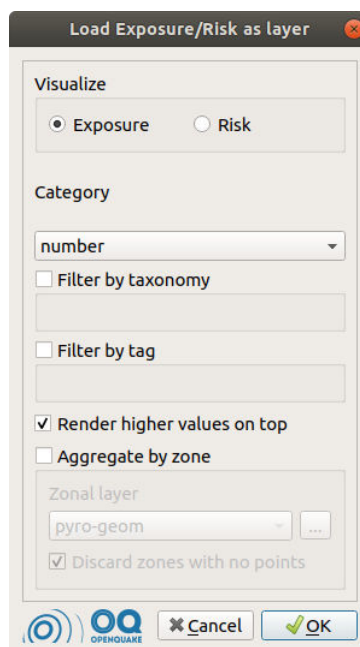 Load Exposure/Risk as layer
Visualize
Exposure Risk
Category
number
Filter by taxonomy
Filter by tag
Render higher values on top
Aggregate by zone
Zonal layer
pyro-geom ...
Discard zones with no points
OQ
OPENQUAKE
Cancel OK